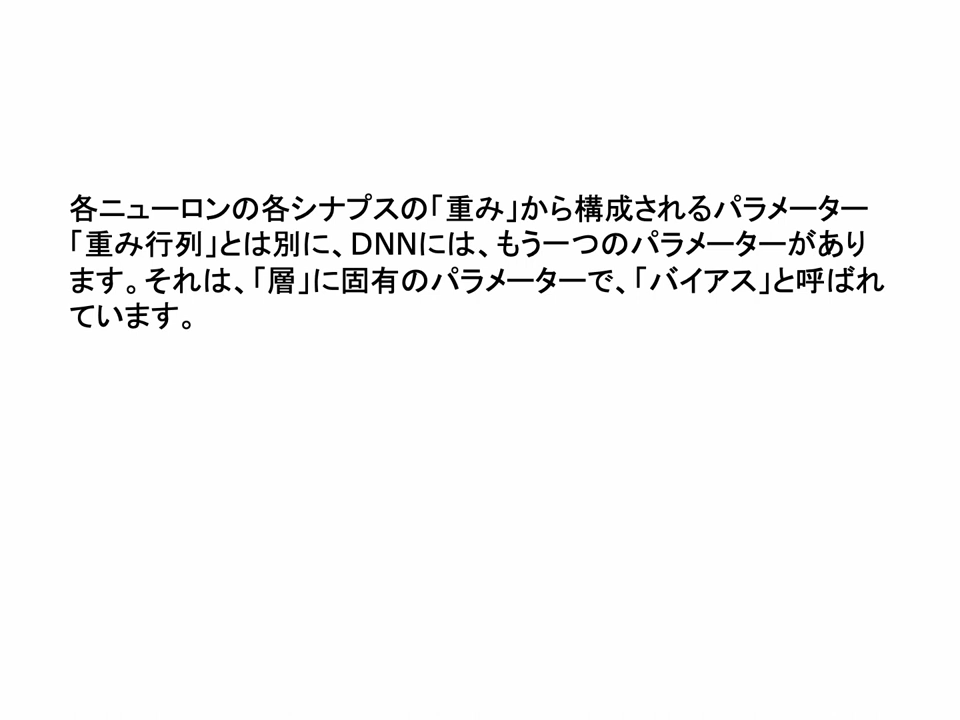 各ニューロンの各シナプスの「重み」から構成されるパラメーター
「重み行列」とは別に、DNNには、もう一つのパラメーターがあり
ます。それは、「層」に固有のパラメーターで、「バイアス」と呼ばれ
ています。